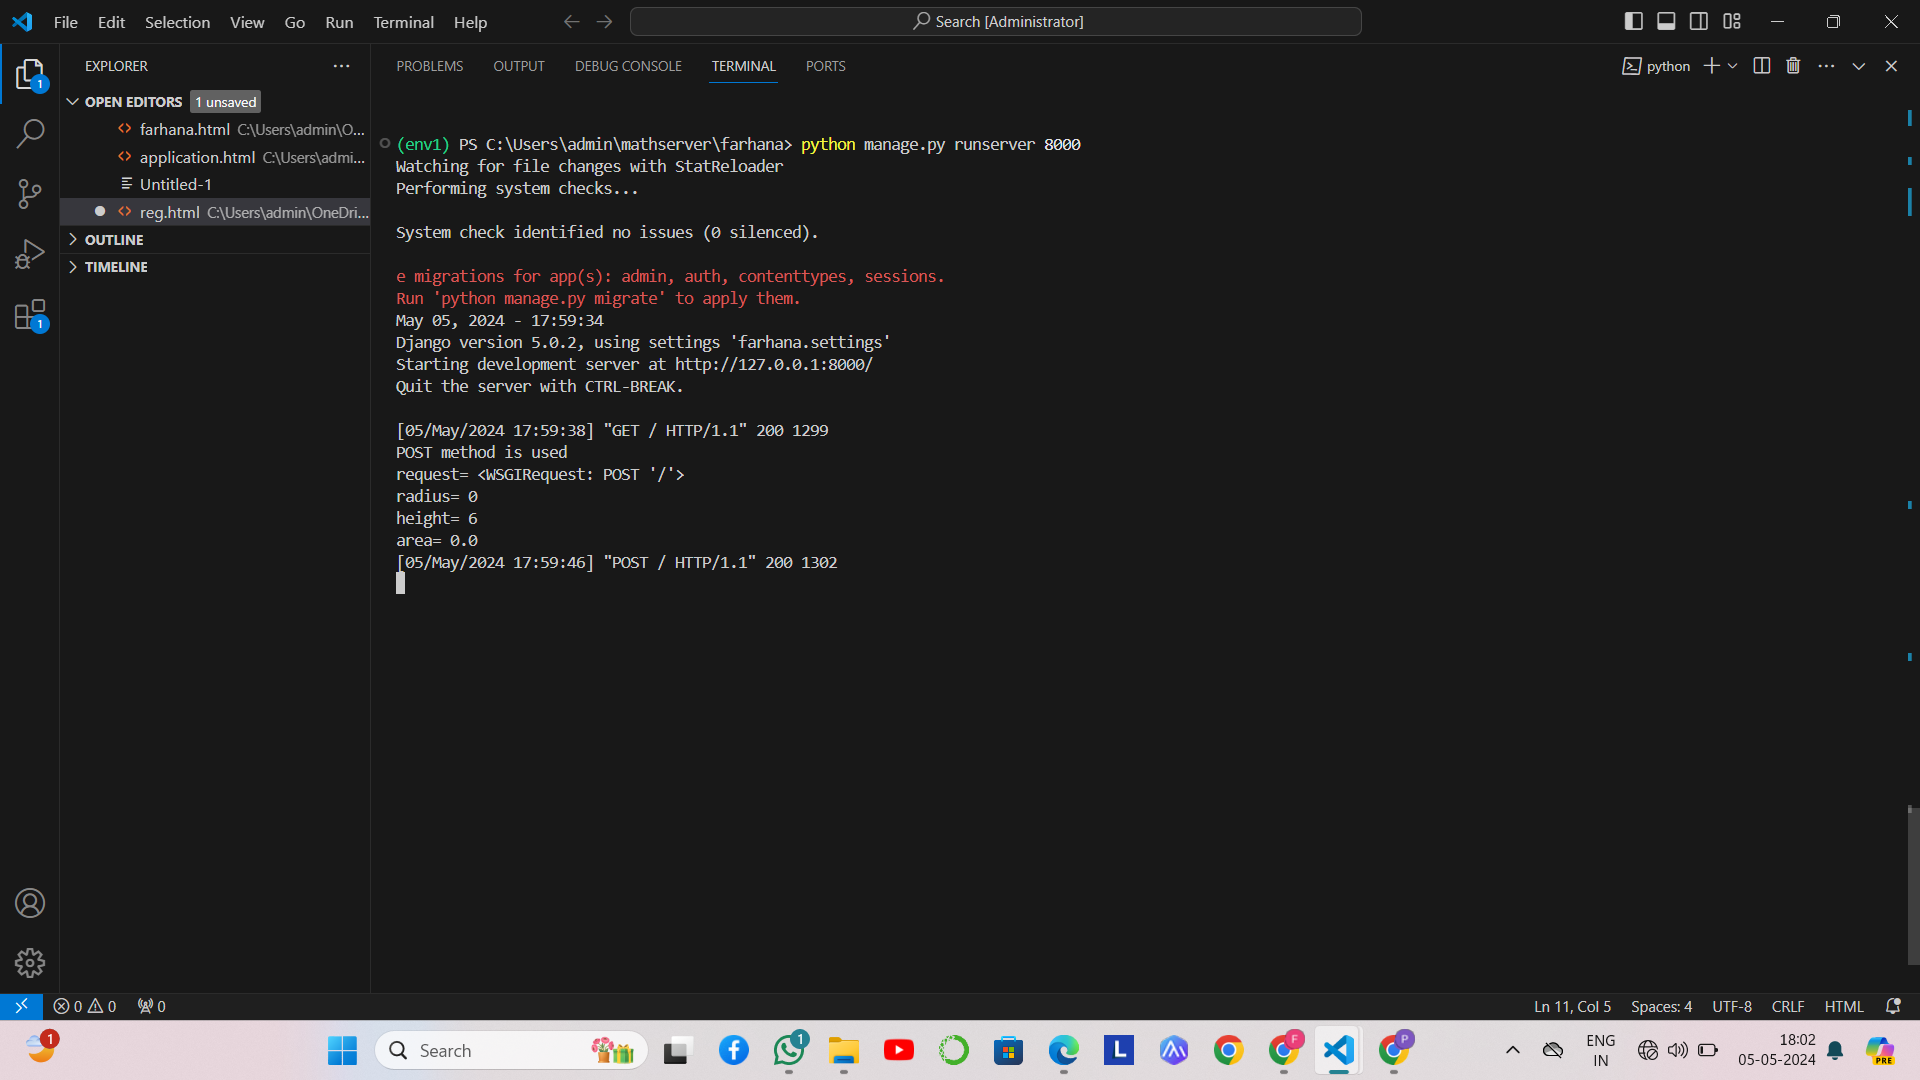 File Edit Selection View Go Run Terminal Help
Search [Administrator]
EXPLORER
PROBLEMS OUTPUT DEBUG CONSOLE TERMINAL PORTS
python
OPEN EDITORS 1 unsaved
farhana.html C:\Users\admin\O...
application.html C:\Users\admi...
Untitled-1
reg.html C:\Users\admin\OneDri...
OUTLINE
TIMELINE
1
1
(env1) PS C:\Users\admin\mathserver\farhana> python manage.py runserver 8000
Watching for file changes with StatReloader
Performing system checks...
System check identified no issues (0 silenced).
e migrations for app(s): admin, auth, contenttypes, sessions.
Run 'python manage.py migrate' to apply them.
May 05, 2024 - 17:59:34
Django version 5.0.2, using settings 'farhana.settings'
Starting development server at http://127.0.0.1:8000/
Quit the server with CTRL-BREAK.
[05/May/2024 17:59:38] "GET / HTTP/1.1" 200 1299
POST method is used
request= <WSGIRequest: POST '/'>
radius= 0
height= 6
area= 0.0
[05/May/2024 17:59:46] "POST / HTTP/1.1" 200 1302
0 0 0
Ln 11, Col 5 Spaces: 4 UTF-8 CRLF HTML
1
Search
1
L
F
P
ENG
IN
18:02
05-05-2024
PRE